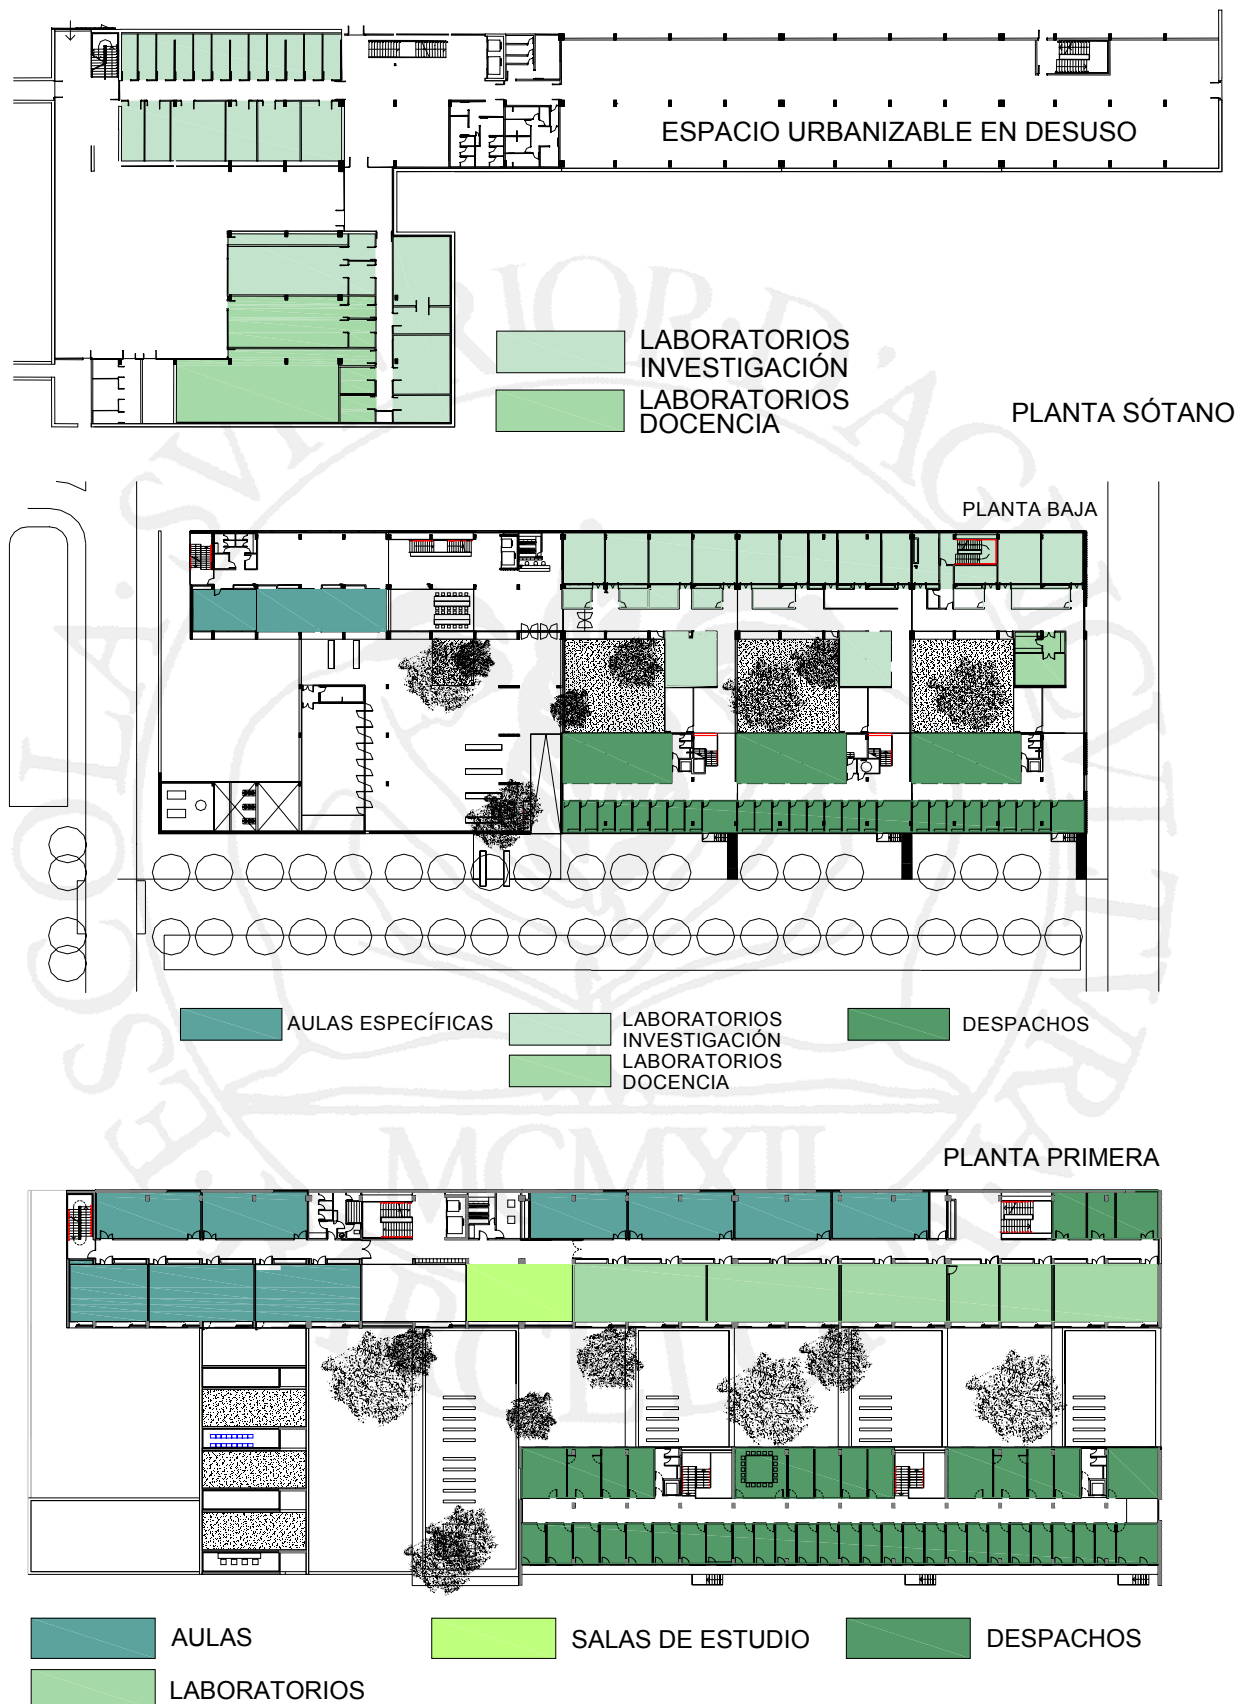 ESPACIO URBANIZABLE EN DESUSO
LABORATORIOS
INVESTIGACIÓN
LABORATORIOS
DOCENCIA
PLANTA SÓTANO
PLANTA BAJA
AULAS ESPECÍFICAS
LABORATORIOS
INVESTIGACIÓN
LABORATORIOS
DOCENCIA
DESPACHOS
MCMXII
PLANTA PRIMERA
AULAS
SALAS DE ESTUDIO
DESPACHOS
LABORATORIOS